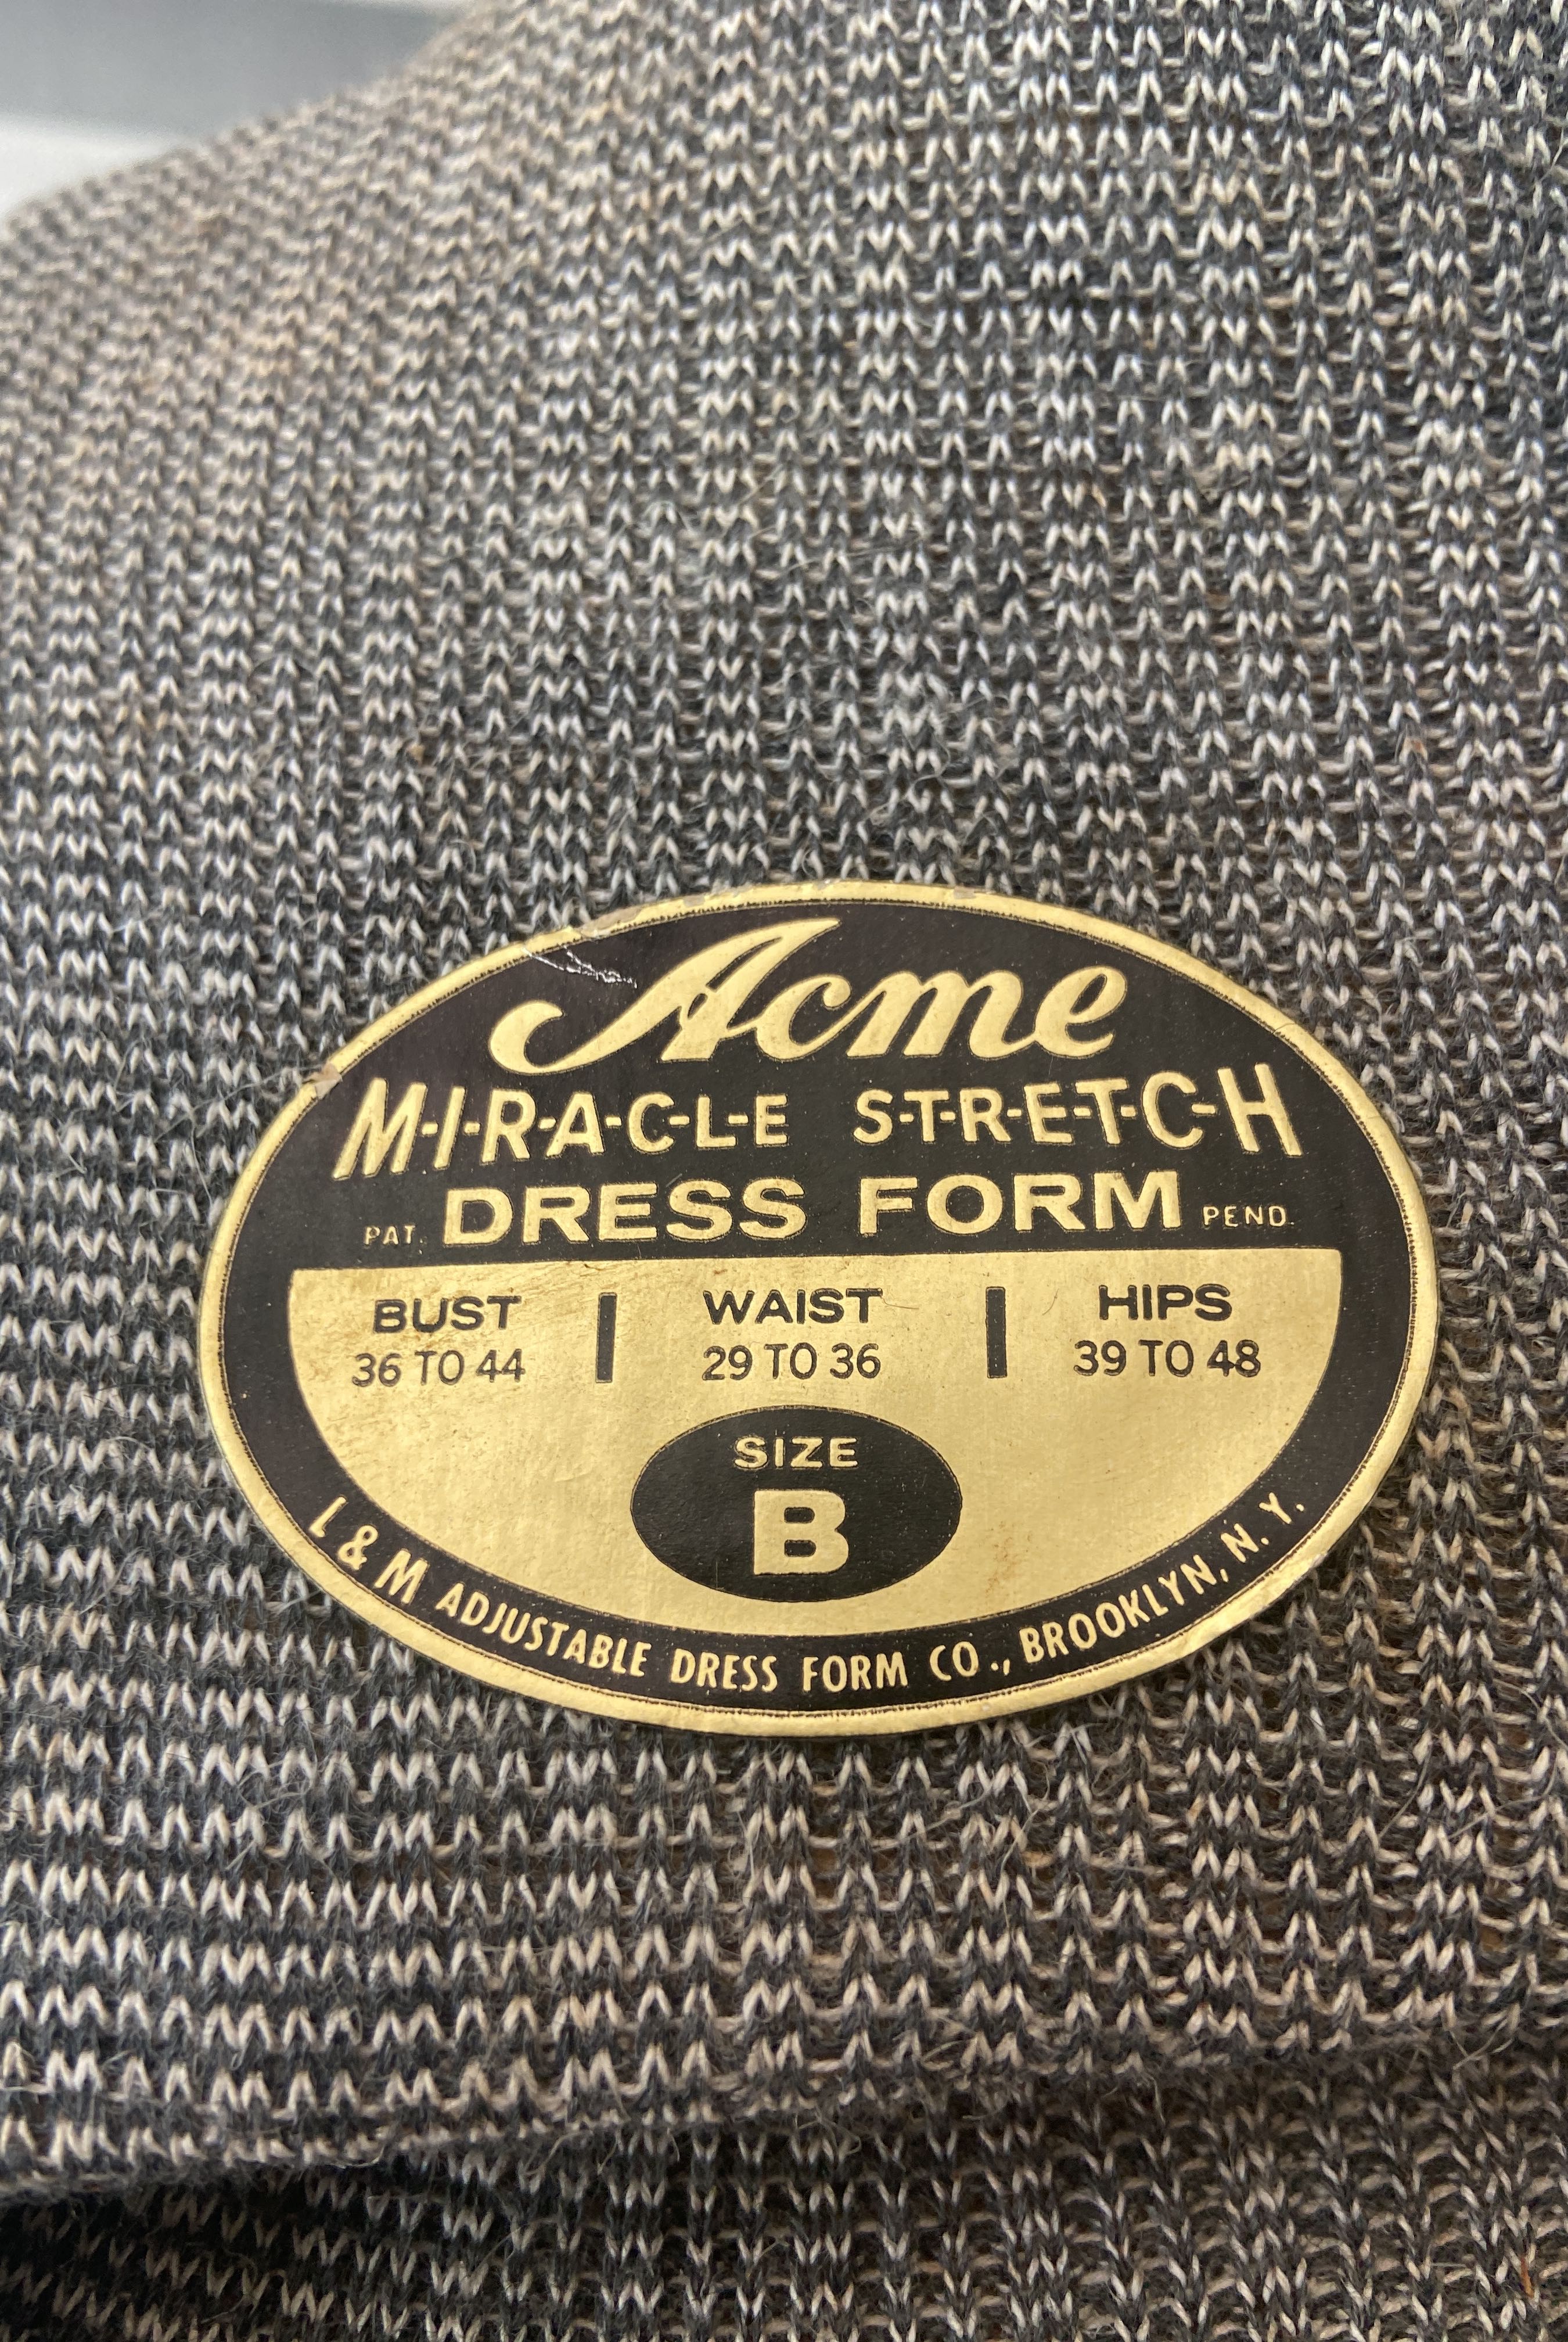 Acme
M-I-R-A-C-L-E S-T-R-E-T-C-H
PAT. DRESS FORM PEND.
BUST | WAIST | HIPS
36 TO 44 | 29 TO 36 | 39 TO 48
SIZE
B
L & M ADJUSTABLE DRESS FORM CO., BROOKLYN, N. Y.